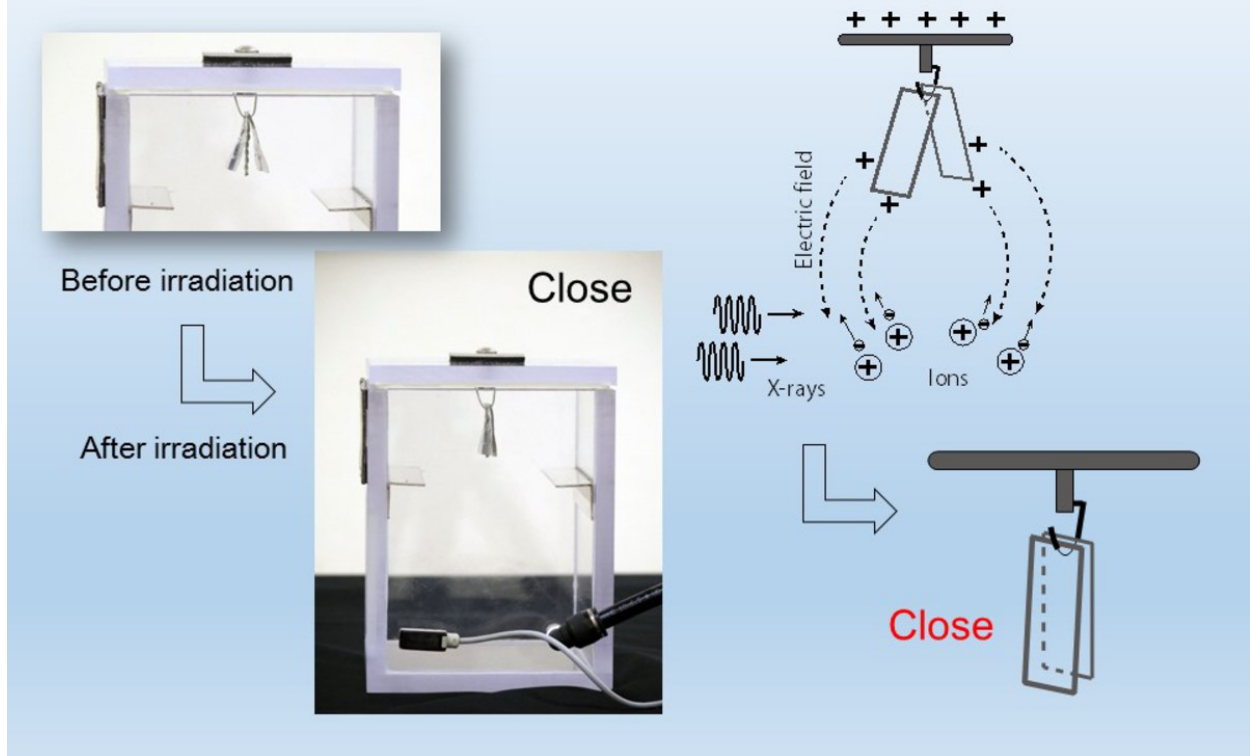 Before irradiation
After irradiation
Close
+ + + + +
+
+
+
+
Electric field
X-rays
Ions
+
+
+
+
Close